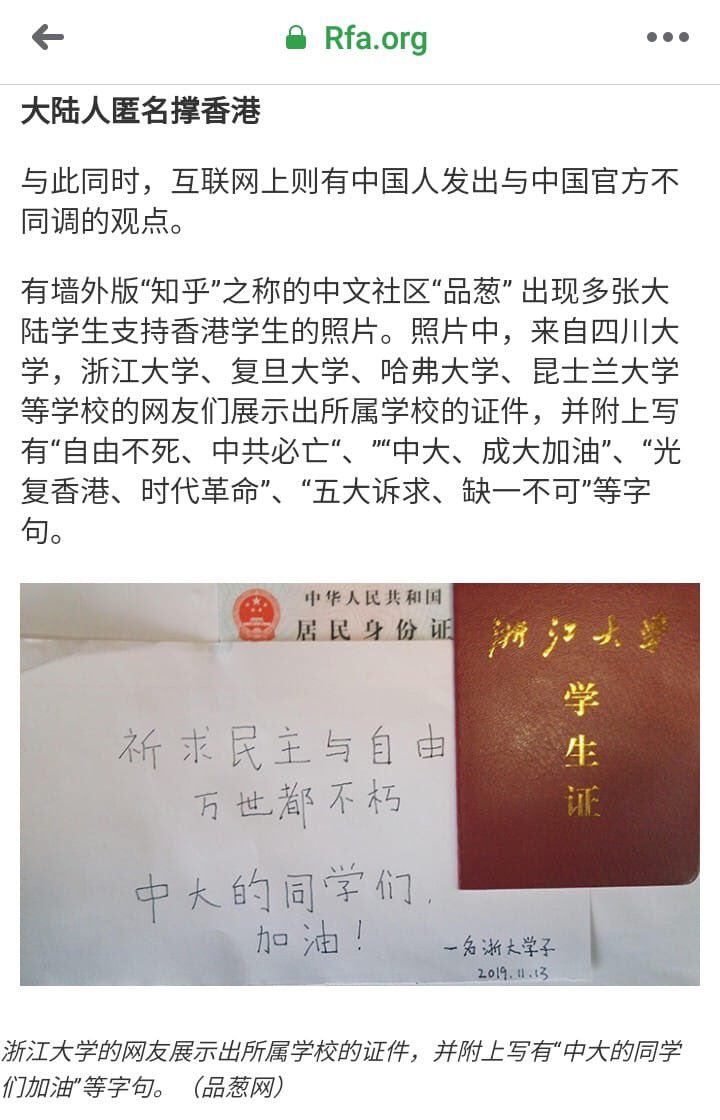 Rfa.org
大陆人匿名撑香港
与此同时，互联网上则有中国人发出与中国官方不
同调的观点。
有墙外版“知乎”之称的中文社区“品葱” 出现多张大
陆学生支持香港学生的照片。照片中，来自四川大
学，浙江大学、复旦大学、哈弗大学、昆士兰大学
等学校的网友们展示出所属学校的证件，并附上写
有“自由不死、中共必亡“、”“中大、成大加油”、“光
复香港、时代革命”、“五大诉求、缺一不可”等字
句。
中华人民共和国
居民身份证
浙江大学
学
生
证
祈求民主与自由
万世都不朽
中大的同学们，
加油！
一名浙大学子
2019.11.13
浙江大学的网友展示出所属学校的证件，并附上写有“中大的同学
们加油”等字句。（品葱网）